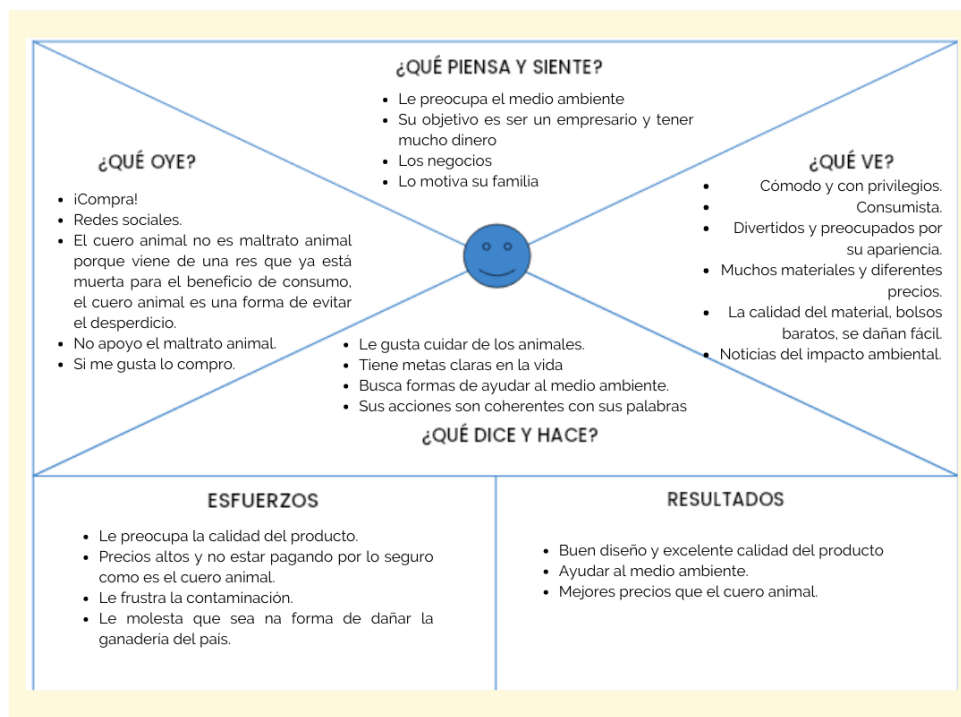 ¿QUÉ PIENSA Y SIENTE?
• Le preocupa el medio ambiente
• Su objetivo es ser un empresario y tener
mucho dinero
• Los negocios
• Lo motiva su familia
¿QUÉ OYE?
• ¡Compra!
• Redes sociales.
• El cuero animal no es maltrato animal
porque viene de una res que ya está
muerta para el beneficio de consumo,
el cuero animal es una forma de evitar
el desperdicio.
• No apoyo el maltrato animal.
• Si me gusta lo compro.
¿QUÉ VE?
• Cómodo y con privilegios.
• Consumista.
• Divertidos y preocupados por
su apariencia.
• Muchos materiales y diferentes
precios.
• La calidad del material, bolsos
baratos, se dañan fácil.
• Noticias del impacto ambiental.
• Le gusta cuidar de los animales.
• Tiene metas claras en la vida
• Busca formas de ayudar al medio ambiente.
• Sus acciones son coherentes con sus palabras
¿QUÉ DICE Y HACE?
ESFUERZOS
• Le preocupa la calidad del producto.
• Precios altos y no estar pagando por lo seguro
como es el cuero animal.
• Le frustra la contaminación.
• Le molesta que sea na forma de dañar la
ganadería del país.
RESULTADOS
• Buen diseño y excelente calidad del producto
• Ayudar al medio ambiente.
• Mejores precios que el cuero animal.